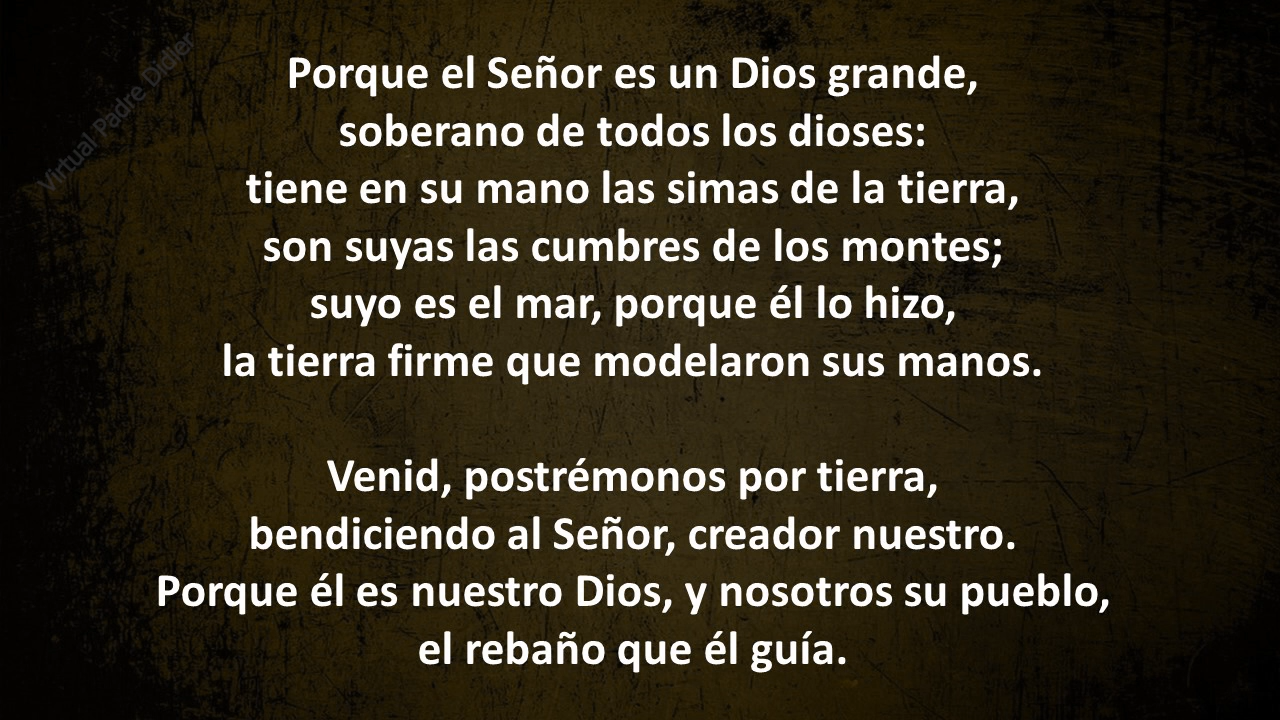 Virtual Padre Didier
Porque el Señor es un Dios grande,
soberano de todos los dioses:
tiene en su mano las simas de la tierra,
son suyas las cumbres de los montes;
suyo es el mar, porque él lo hizo,
la tierra firme que modelaron sus manos.
Venid, postrémonos por tierra,
bendiciendo al Señor, creador nuestro.
Porque él es nuestro Dios, y nosotros su pueblo,
el rebaño que él guía.